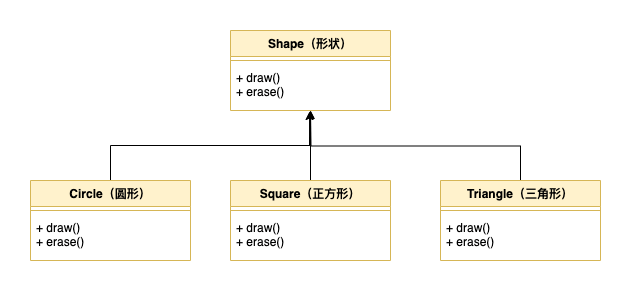 Shape（形状）
+ draw()
+ erase()
Circle（圆形）
+ draw()
+ erase()
Square（正方形）
+ draw()
+ erase()
Triangle（三角形）
+ draw()
+ erase()